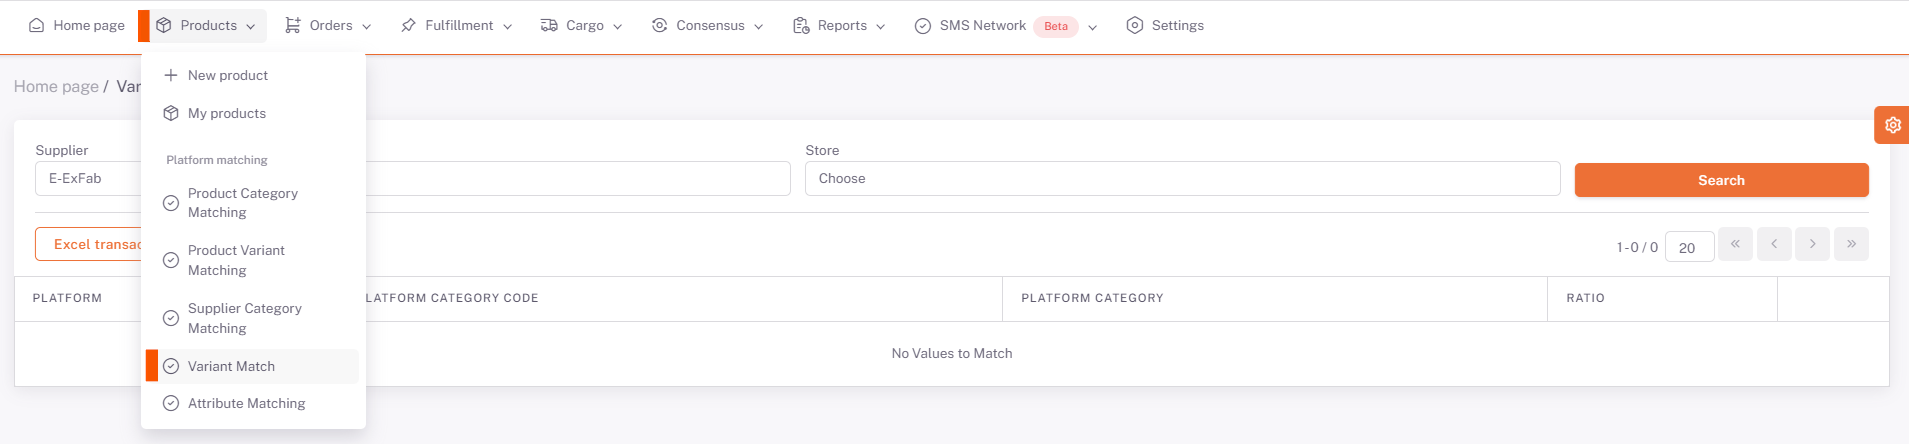 Home page
Products
Orders
Fulfillment
Cargo
Consensus
Reports
SMS Network Beta
Settings
New product
My products
Platform matching
Product Category
Matching
Product Variant
Matching
Supplier Category
Matching
Variant Match
Attribute Matching
Home page / Var
Supplier
E-ExFab
Store
Choose
Search
Excel transac
1 - 0 / 0
20
PLATFORM
LATFORM CATEGORY CODE
PLATFORM CATEGORY
RATIO
No Values to Match